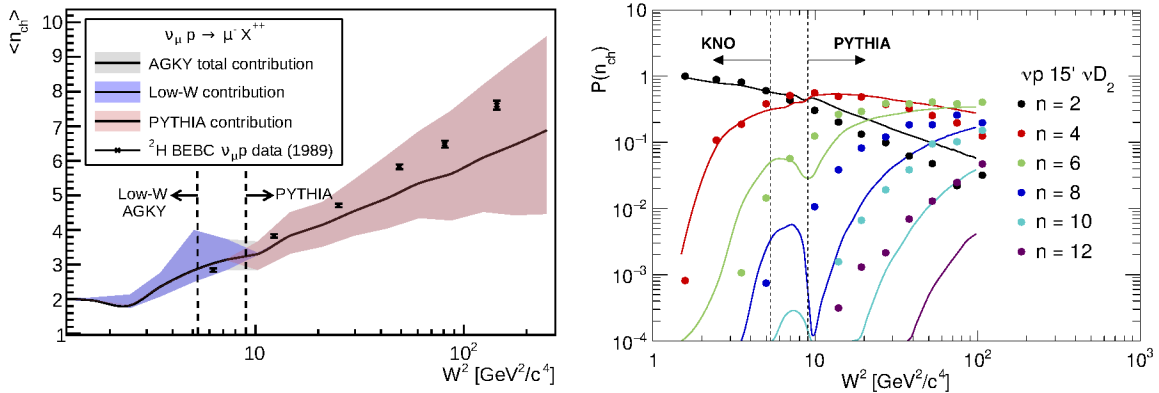 <n_ch>
10
9
8
7
6
5
4
3
2
1
ν_μ p → μ⁻ X⁺⁺
AGKY total contribution
Low-W contribution
PYTHIA contribution
²H BEBC ν_μp data (1989)
Low-W
AGKY
PYTHIA
10
10²
W² [GeV²/c⁴]
P(n_ch)
10
1
10⁻¹
10⁻²
10⁻³
10⁻⁴
KNO
PYTHIA
νp 15' νD₂
n = 2
n = 4
n = 6
n = 8
n = 10
n = 12
1
10
10²
10³
W² [GeV²/c⁴]